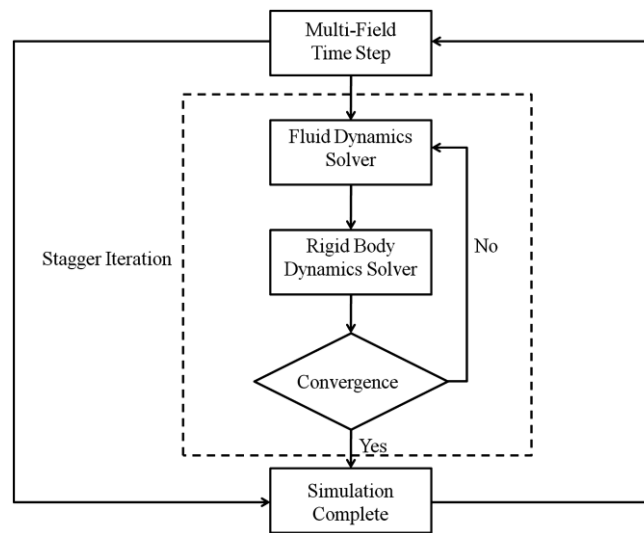 Multi-Field
Time Step
Fluid Dynamics
Solver
Stagger Iteration
Rigid Body
Dynamics Solver
No
Convergence
Yes
Simulation
Complete